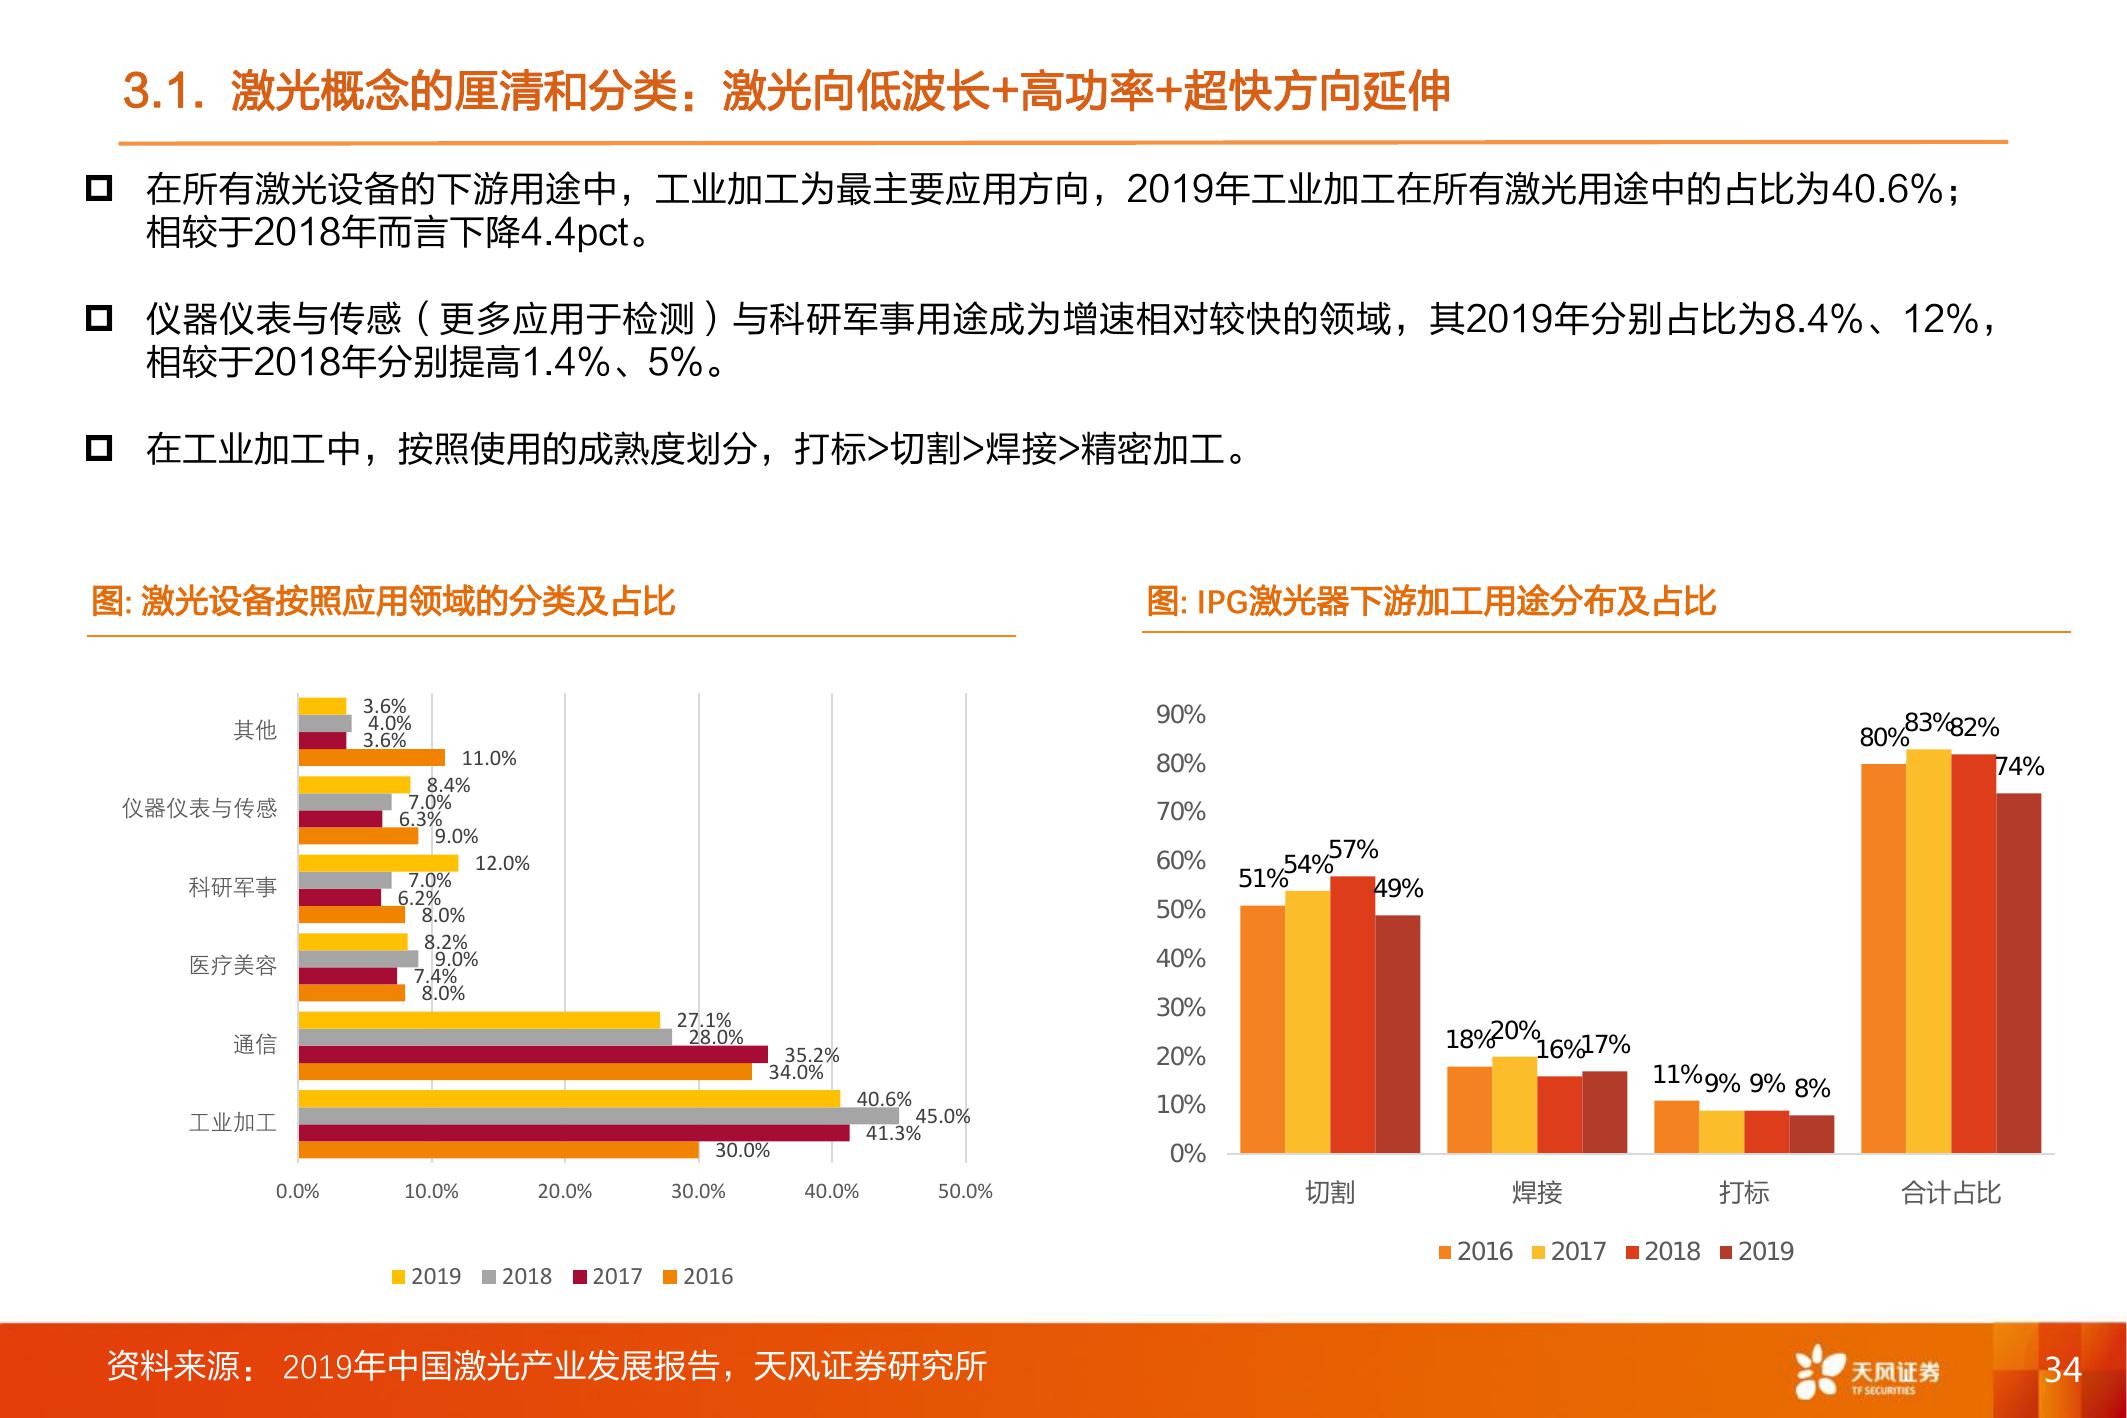 3.1. 激光概念的厘清和分类：激光向低波长+高功率+超快方向延伸
在所有激光设备的下游用途中，工业加工为最主要应用方向，2019年工业加工在所有激光用途中的占比为40.6%；
相较于2018年而言下降4.4pct。
仪器仪表与传感（更多应用于检测）与科研军事用途成为增速相对较快的领域，其2019年分别占比为8.4%、12%，
相较于2018年分别提高1.4%、5%。
在工业加工中，按照使用的成熟度划分，打标>切割>焊接>精密加工。
图: 激光设备按照应用领域的分类及占比
其他
3.6%
4.0%
3.6%
11.0%
仪器仪表与传感
8.4%
7.0%
6.3%
9.0%
科研军事
12.0%
7.0%
6.2%
8.0%
医疗美容
8.2%
9.0%
7.4%
8.0%
通信
27.1%
28.0%
35.2%
34.0%
工业加工
40.6%
45.0%
41.3%
30.0%
0.0% 10.0% 20.0% 30.0% 40.0% 50.0%
2019 2018 2017 2016
图: IPG激光器下游加工用途分布及占比
90%
80%
70%
60%
50%
40%
30%
20%
10%
0%
51% 54% 57% 49%
18% 20% 16% 17%
11% 9% 9% 8%
80% 83% 82% 74%
切割 焊接 打标 合计占比
2016 2017 2018 2019
资料来源： 2019年中国激光产业发展报告，天风证券研究所
天风证券
TF SECURITIES
34